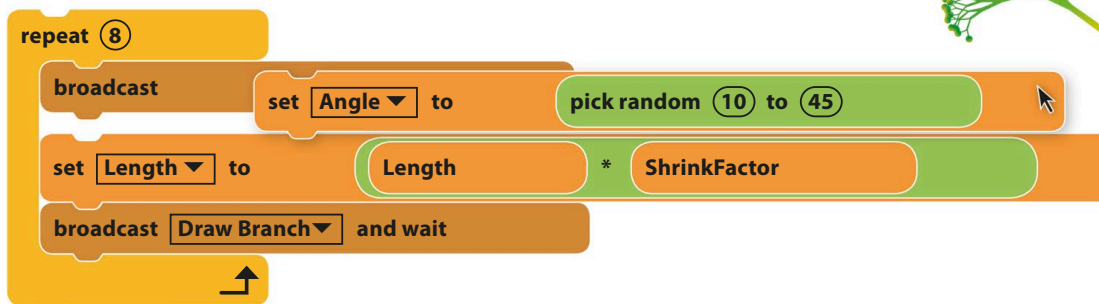 repeat 8
broadcast
set Angle to pick random 10 to 45
set Length to Length * ShrinkFactor
broadcast Draw Branch and wait